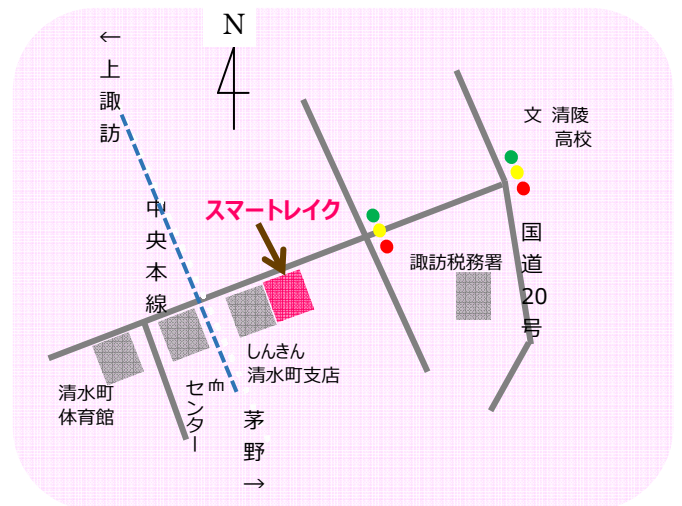 ← 上諏訪
N
文 清陵
高校
中央本線
スマートレイク
国道20号
諏訪税務署
しんきん
清水町支店
清水町
体育館
センター
茅野 →